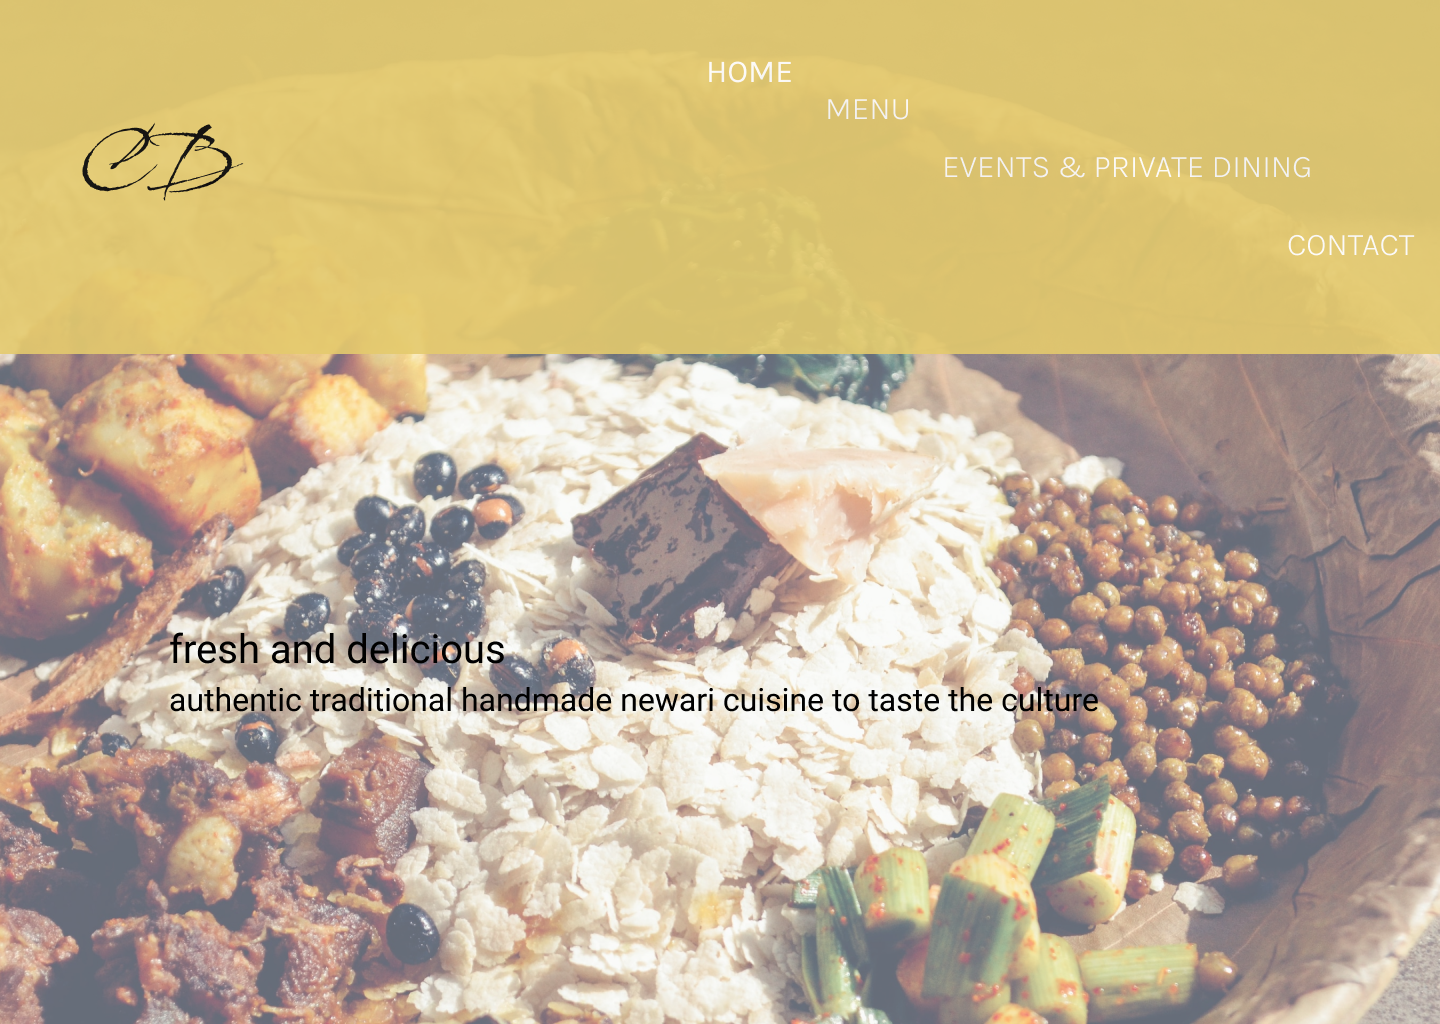 CB
HOME
MENU
EVENTS & PRIVATE DINING
CONTACT
fresh and delicious
authentic traditional handmade newari cuisine to taste the culture